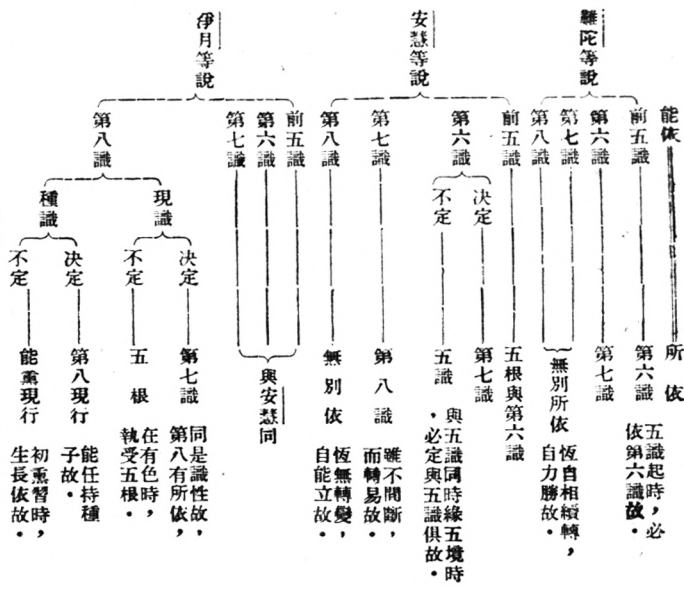 能依
所依
難陀等說
前五識
第六識
五識起時，必
依第六識故．
第六識
第七識
第七識
第八識
無別所依
恆自相續轉，
自力勝故．
安慧等說
前五識
五根與第六識
第六識
決定
第七識
不定
五識
與五識同時緣五境時
，必定與五識俱故．
第七識
第八識
雖不間斷，
而轉易故．
第八識
無別依
恆無轉變，
自能立故．
淨月等說
前五識
第六識
第七識
與安慧同
第八識
現識
決定
第七識
同是識性故，
第八有所依，
不定
五根
在有色時，
執受五根．
種識
決定
第八現行
能任持種
子故．
不定
能熏現行
初熏習時，
生長依故．